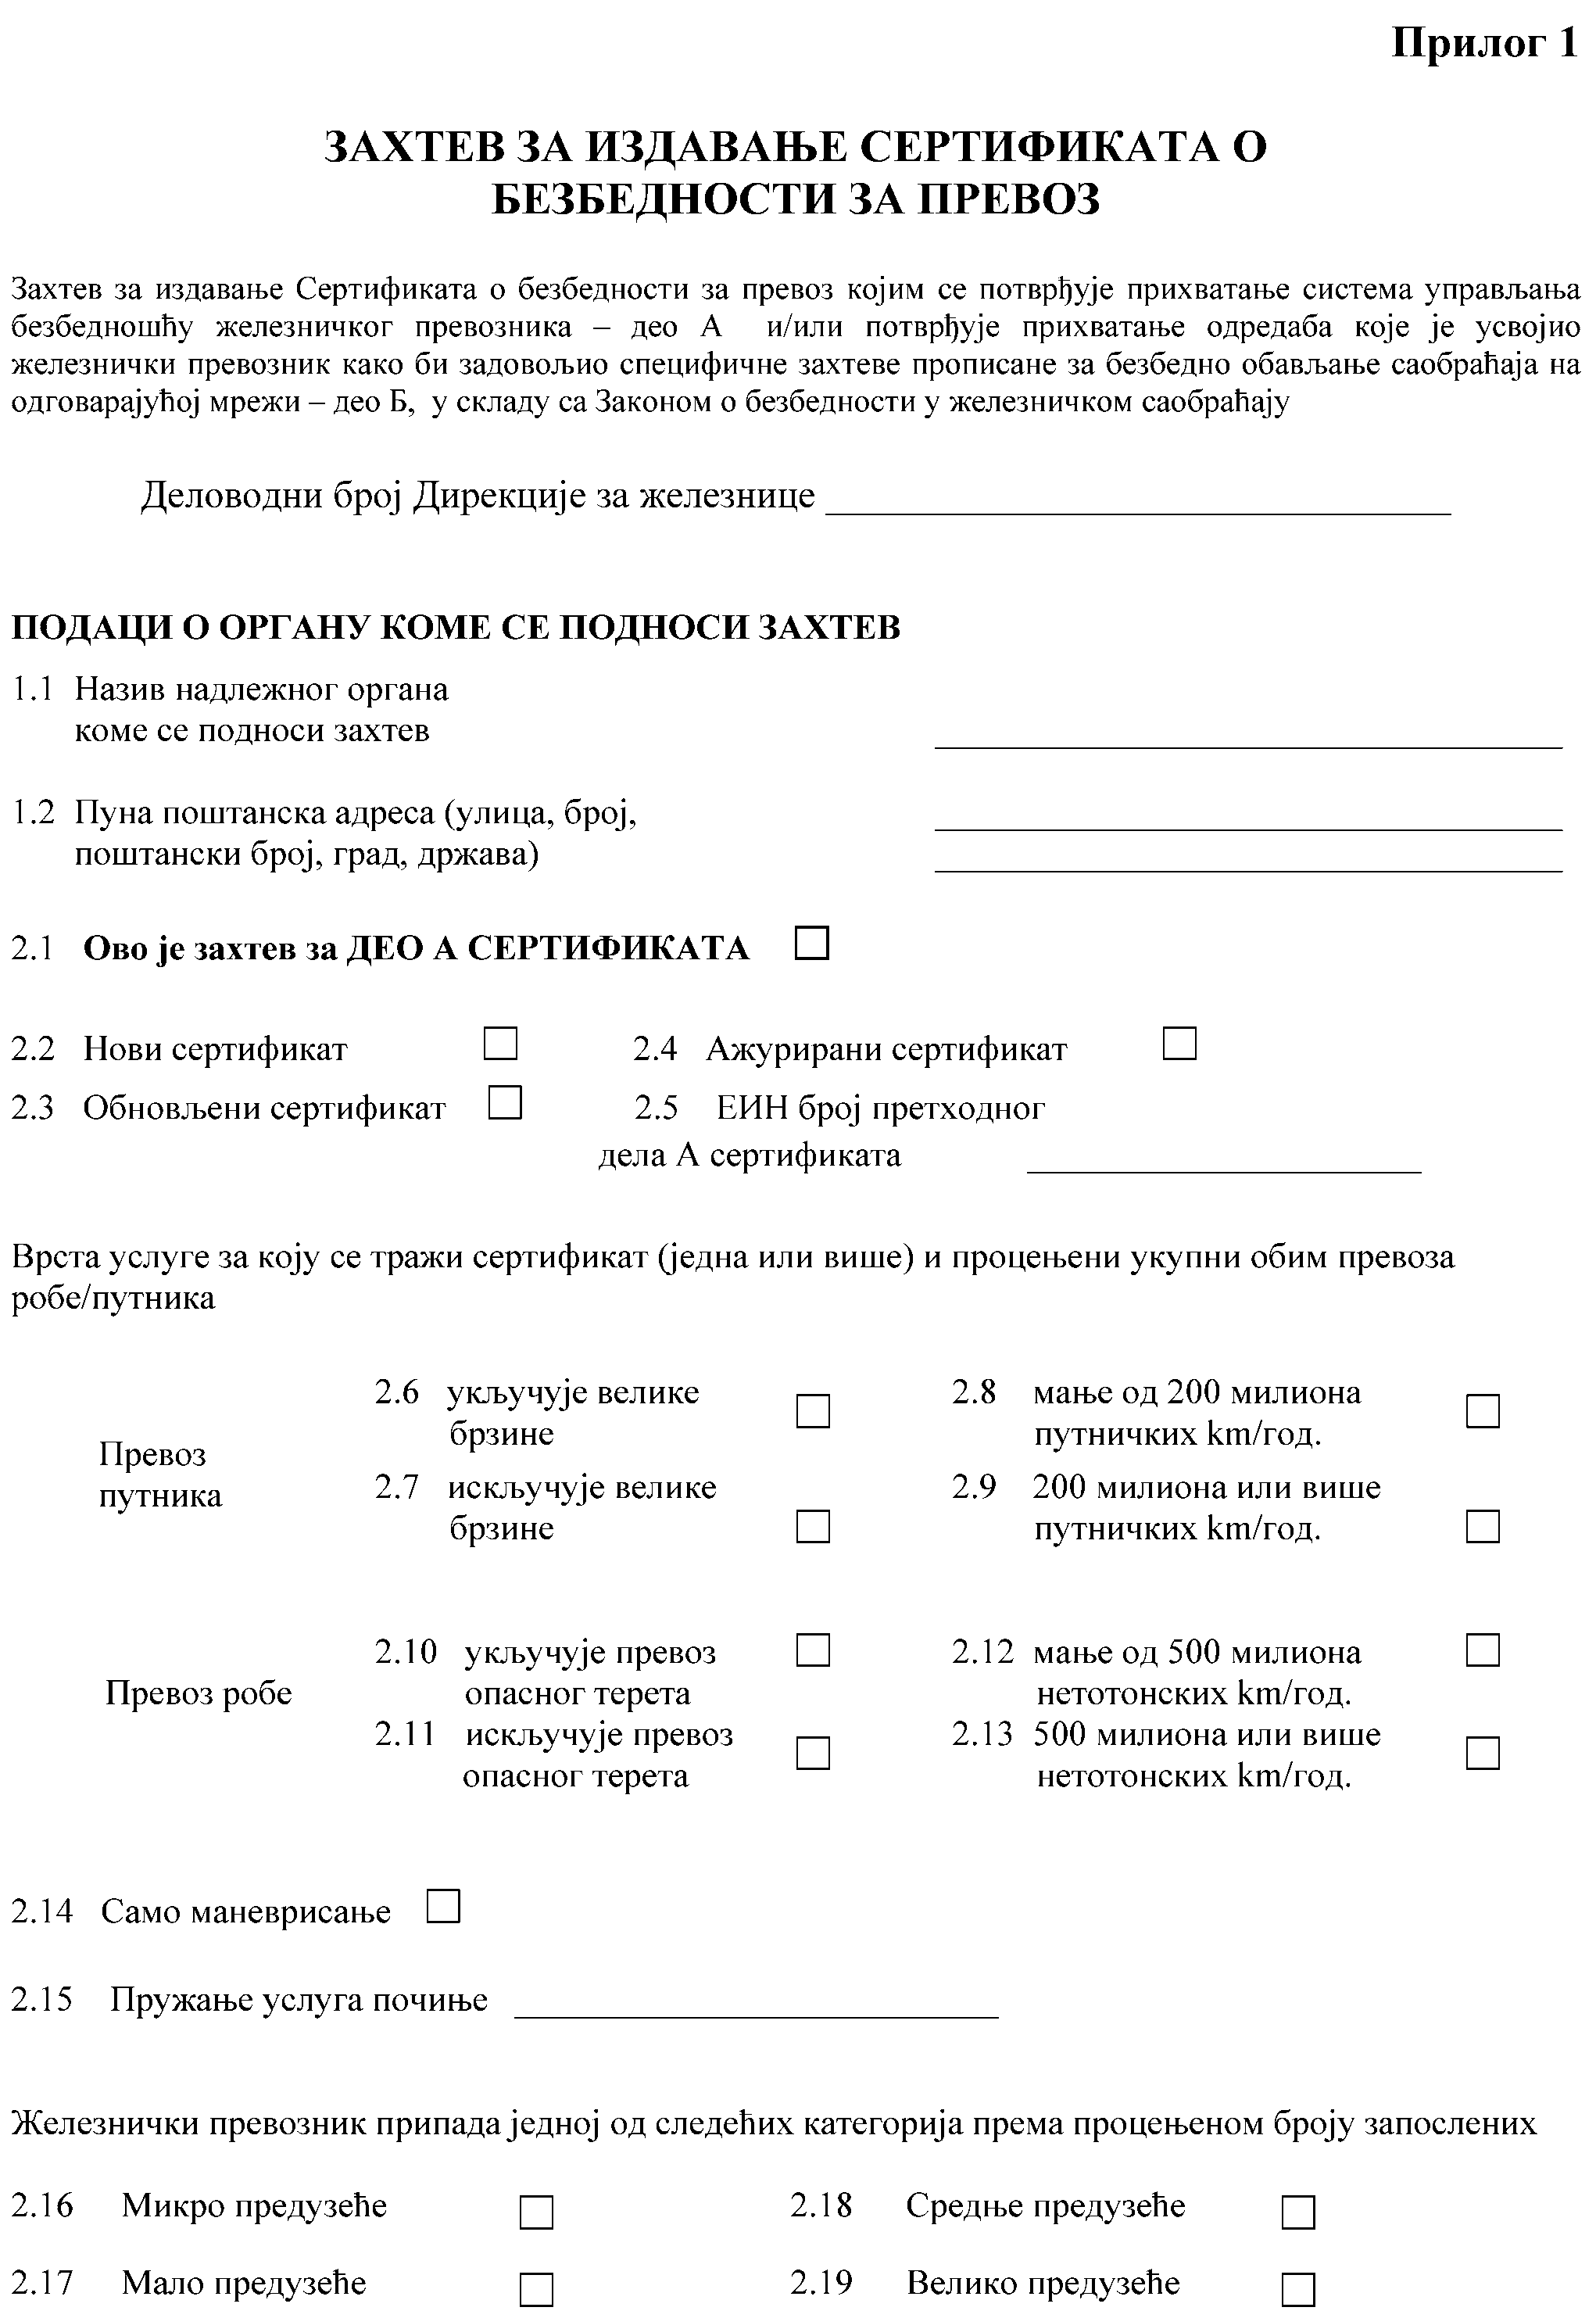 Прилог 1
ЗАХТЕВ ЗА ИЗДАВАЊЕ СЕРТИФИКАТА О
БЕЗБЕДНОСТИ ЗА ПРЕВОЗ
Захтев за издавање Сертификата о безбедности за превоз којим се потврђује прихватање система управљања
безбедношћу железничког превозника – део А и/или потврђује прихватање одредаба које је усвојио
железнички превозник како би задовољио специфичне захтеве прописане за безбедно обављање саобраћаја на
одговарајућој мрежи – део Б, у складу са Законом о безбедности у железничком саобраћају
Деловодни број Дирекције за железнице
ПОДАЦИ О ОРГАНУ КОМЕ СЕ ПОДНОСИ ЗАХТЕВ
1.1 Назив надлежног органа
коме се подноси захтев
1.2 Пуна поштанска адреса (улица, број,
поштански број, град, држава)
2.1 Ово је захтев за ДЕО А СЕРТИФИКАТА
2.2 Нови сертификат 2.4 Ажурирани сертификат
2.3 Обновљени сертификат 2.5 ЕИН број претходног
дела А сертификата
Врста услуге за коју се тражи сертификат (једна или више) и процењени укупни обим превоза
робе/путника
Превоз
путника
2.6 укључује велике
брзине
2.8 мање од 200 милиона
путничких km/год.
2.7 искључује велике
брзине
2.9 200 милиона или више
путничких km/год.
Превоз робе
2.10 укључује превоз
опасног терета
2.12 мање од 500 милиона
нетотонских km/год.
2.11 искључује превоз
опасног терета
2.13 500 милиона или више
нетотонских km/год.
2.14 Само маневрисање
2.15 Пружање услуга почиње
Железнички превозник припада једној од следећих категорија према процењеном броју запослених
2.16 Микро предузеће 2.18 Средње предузеће
2.17 Мало предузеће 2.19 Велико предузеће